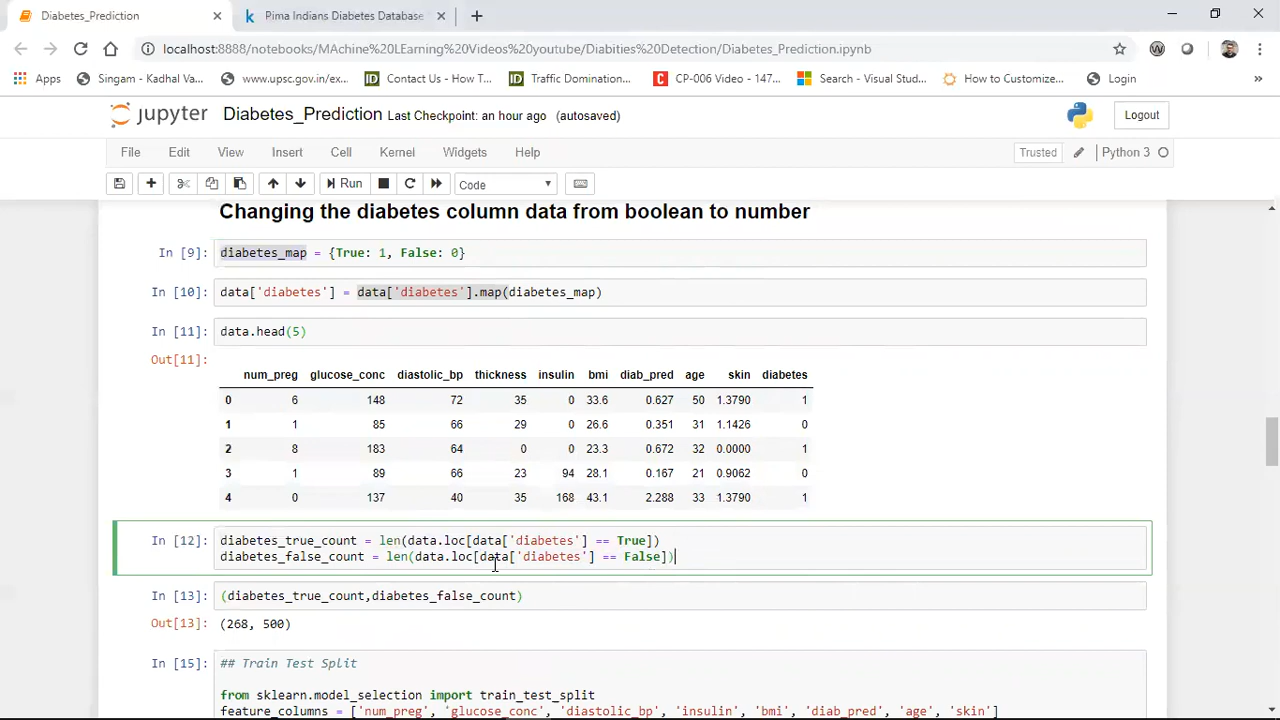 Diabetes_Prediction
Pima Indians Diabetes Database
localhost:8888/notebooks/MAchine%20LEarning%20Videos%20youtube/Diabities%20Detection/Diabetes_Prediction.ipynb
Apps Singam - Kadhal Va... www.upsc.gov.in/ex... ID Contact Us - How T... ID Traffic Domination... C CP-006 Video - 147... Search - Visual Stud... How to Customize... Login »
jupyter Diabetes_Prediction Last Checkpoint: an hour ago (autosaved) Logout
File Edit View Insert Cell Kernel Widgets Help Trusted Python 3
Run Code
Changing the diabetes column data from boolean to number
In [9]: diabetes_map = {True: 1, False: 0}
In [10]: data['diabetes'] = data['diabetes'].map(diabetes_map)
In [11]: data.head(5)
Out[11]:
num_preg glucose_conc diastolic_bp thickness insulin bmi diab_pred age skin diabetes
0 6 148 72 35 0 33.6 0.627 50 1.3790 1
1 1 85 66 29 0 26.6 0.351 31 1.1426 0
2 8 183 64 0 0 23.3 0.672 32 0.0000 1
3 1 89 66 23 94 28.1 0.167 21 0.9062 0
4 0 137 40 35 168 43.1 2.288 33 1.3790 1
In [12]: diabetes_true_count = len(data.loc[data['diabetes'] == True])
diabetes_false_count = len(data.loc[data['diabetes'] == False])
In [13]: (diabetes_true_count,diabetes_false_count)
Out[13]: (268, 500)
In [15]: ## Train Test Split
from sklearn.model_selection import train_test_split
feature_columns = ['num_preg', 'glucose_conc', 'diastolic_bp', 'insulin', 'bmi', 'diab_pred', 'age', 'skin']